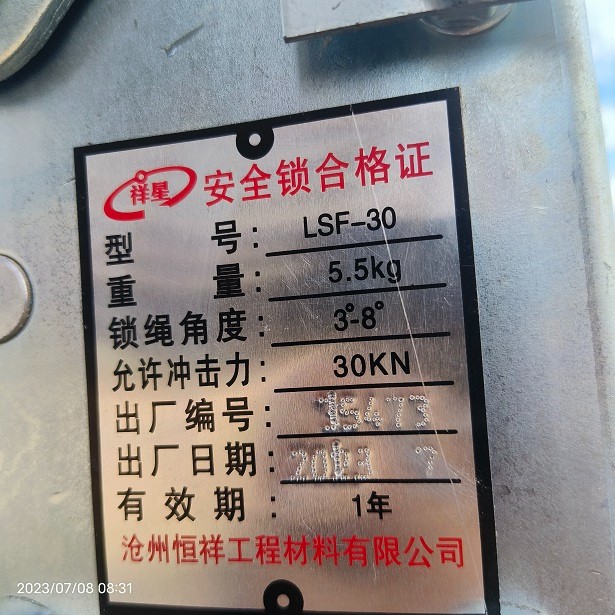 祥星 安全锁合格证
型号: LSF-30
重量: 5.5kg
锁绳角度: 3°-8°
允许冲击力: 30KN
出厂编号:
出厂日期: 7
有效期: 1年
沧州恒祥工程材料有限公司
2023/07/08 08:31